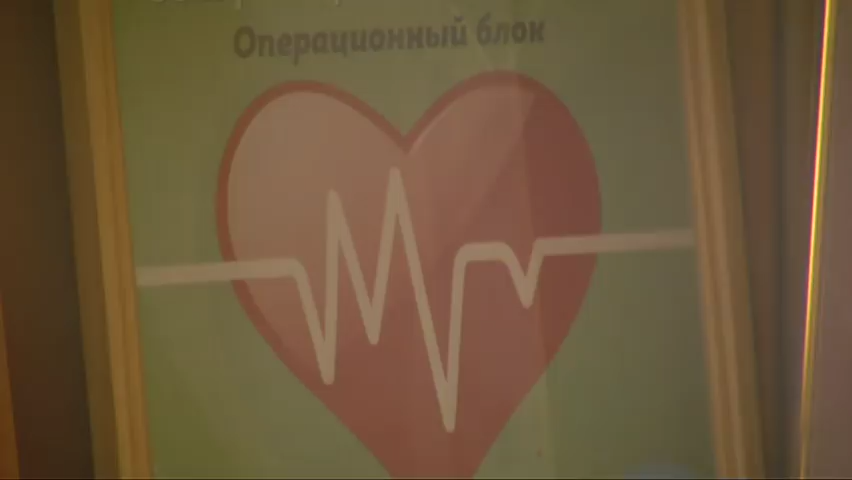 Операционный блок